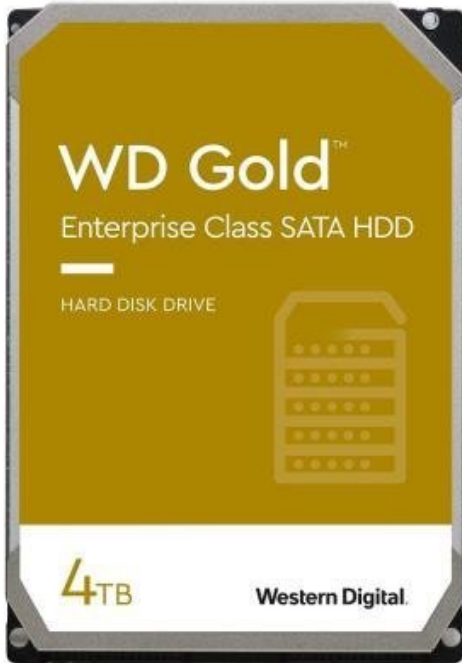 WD Gold™
Enterprise Class SATA HDD
HARD DISK DRIVE
4TB
Western Digital.